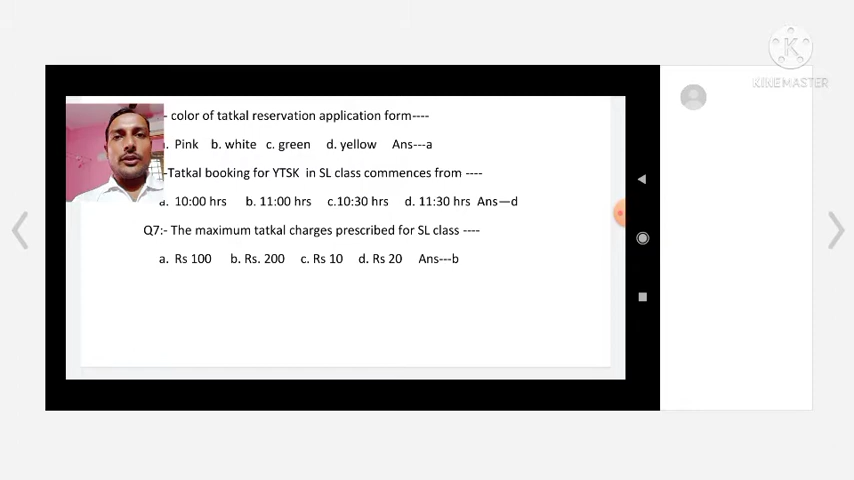 K
KINEMASTER
- color of tatkal reservation application form----
. Pink b. white c. green d. yellow Ans---a
-Tatkal booking for YTSK in SL class commences from ----
a. 10:00 hrs b. 11:00 hrs c.10:30 hrs d. 11:30 hrs Ans—d
Q7:- The maximum tatkal charges prescribed for SL class ----
a. Rs 100 b. Rs. 200 c. Rs 10 d. Rs 20 Ans---b